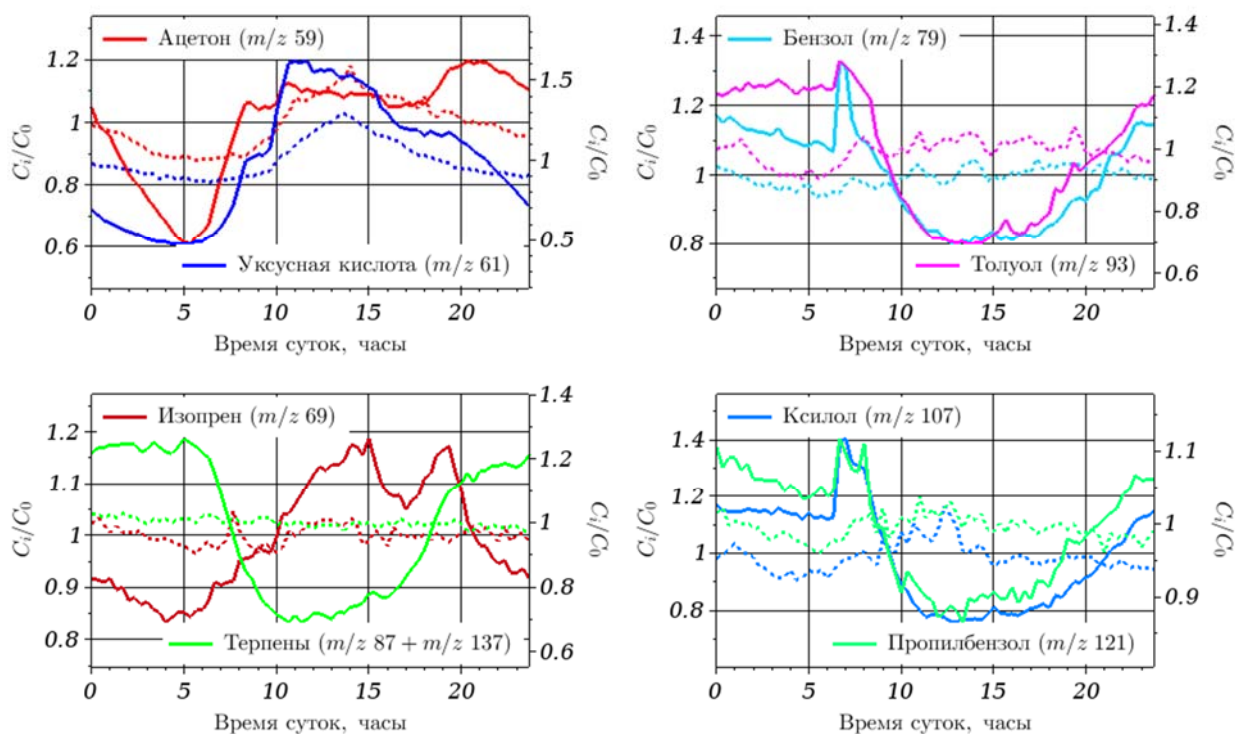 Ацетон (m/z 59)
1.2
1
0.8
0.6
1.5
1
0.5
Cᵢ/C₀
Cᵢ/C₀
Уксусная кислота (m/z 61)
0 5 10 15 20
Время суток, часы
Бензол (m/z 79)
1.4
1.2
1
0.8
1.4
1.2
1
0.8
0.6
Cᵢ/C₀
Cᵢ/C₀
Толуол (m/z 93)
0 5 10 15 20
Время суток, часы
Изопрен (m/z 69)
1.2
1.1
1
0.9
0.8
1.4
1.2
1
0.8
0.6
Cᵢ/C₀
Cᵢ/C₀
Терпены (m/z 87 + m/z 137)
0 5 10 15 20
Время суток, часы
Ксилол (m/z 107)
1.4
1.2
1
0.8
1.1
1
0.9
Cᵢ/C₀
Cᵢ/C₀
Пропилбензол (m/z 121)
0 5 10 15 20
Время суток, часы